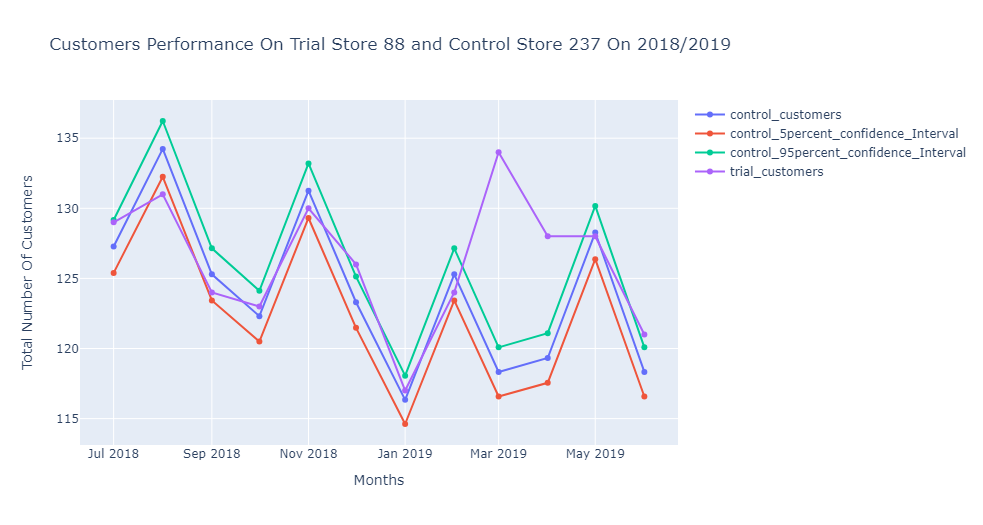 Customers Performance On Trial Store 88 and Control Store 237 On 2018/2019
control_customers
control_5percent_confidence_Interval
control_95percent_confidence_Interval
trial_customers
Total Number Of Customers
135
130
125
120
115
Jul 2018 Sep 2018 Nov 2018 Jan 2019 Mar 2019 May 2019
Months